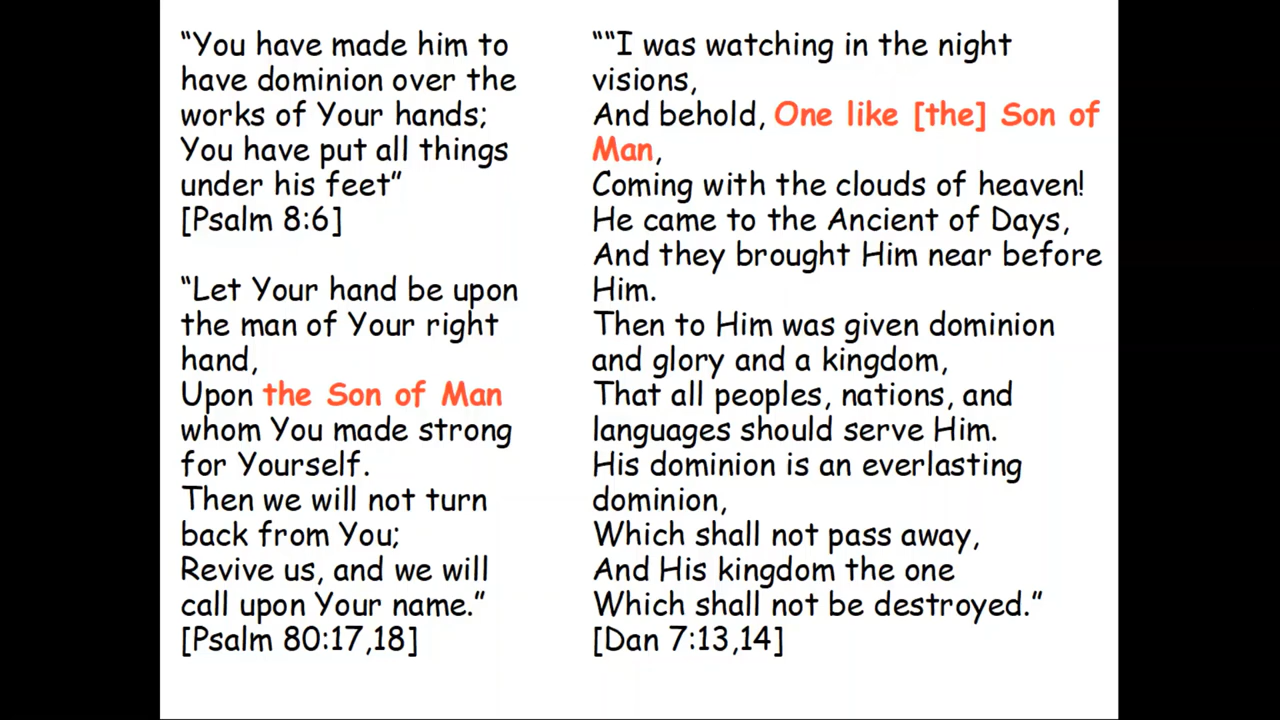 “You have made him to
have dominion over the
works of Your hands;
You have put all things
under his feet”
[Psalm 8:6]
“Let Your hand be upon
the man of Your right
hand,
Upon the Son of Man
whom You made strong
for Yourself.
Then we will not turn
back from You;
Revive us, and we will
call upon Your name.”
[Psalm 80:17,18]
““I was watching in the night
visions,
And behold, One like [the] Son of
Man,
Coming with the clouds of heaven!
He came to the Ancient of Days,
And they brought Him near before
Him.
Then to Him was given dominion
and glory and a kingdom,
That all peoples, nations, and
languages should serve Him.
His dominion is an everlasting
dominion,
Which shall not pass away,
And His kingdom the one
Which shall not be destroyed.”
[Dan 7:13,14]